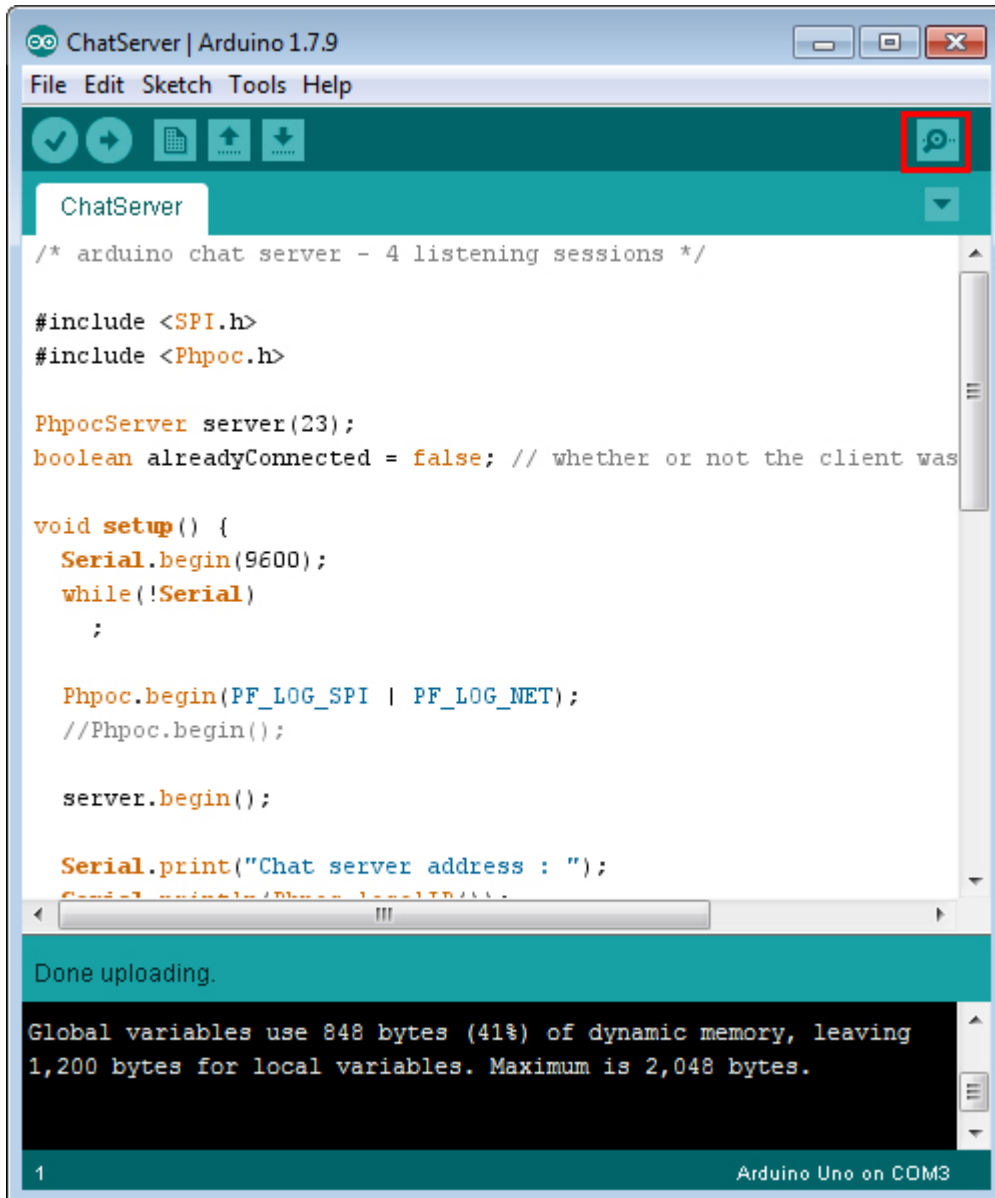 ChatServer | Arduino 1.7.9
File Edit Sketch Tools Help
ChatServer
/* arduino chat server - 4 listening sessions */
#include <SPI.h>
#include <Phpoc.h>
PhpocServer server(23);
boolean alreadyConnected = false; // whether or not the client was
void setup() {
  Serial.begin(9600);
  while(!Serial)
    ;
  Phpoc.begin(PF_LOG_SPI | PF_LOG_NET);
  //Phpoc.begin();
  server.begin();
  Serial.print("Chat server address : ");
  Serial.println(Phpoc.localIP());
Done uploading.
Global variables use 848 bytes (41%) of dynamic memory, leaving
1,200 bytes for local variables. Maximum is 2,048 bytes.
1
Arduino Uno on COM3